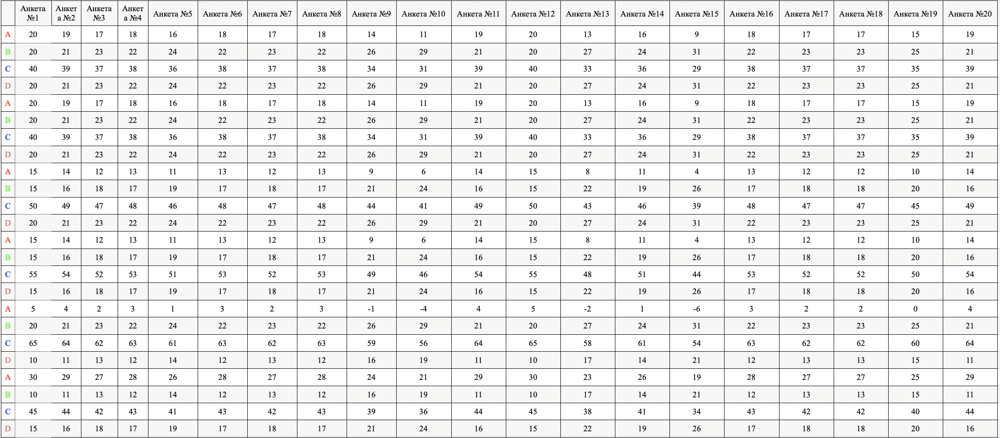 Анкета №1 Анкет а №2 Анкета №3 Анкет а №4 Анкета №5 Анкета №6 Анкета №7 Анкета №8 Анкета №9 Анкета №10 Анкета №11 Анкета №12 Анкета №13 Анкета №14 Анкета №15 Анкета №16 Анкета №17 Анкета №18 Анкета №19 Анкета №20
A 20 19 17 18 16 18 17 18 14 11 19 20 13 16 9 18 17 17 15 19
B 20 21 23 22 24 22 23 22 26 29 21 20 27 24 31 22 23 23 25 21
C 40 39 37 38 36 38 37 38 34 31 39 40 33 36 29 38 37 37 35 39
D 20 21 23 22 24 22 23 22 26 29 21 20 27 24 31 22 23 23 25 21
A 20 19 17 18 16 18 17 18 14 11 19 20 13 16 9 18 17 17 15 19
B 20 21 23 22 24 22 23 22 26 29 21 20 27 24 31 22 23 23 25 21
C 40 39 37 38 36 38 37 38 34 31 39 40 33 36 29 38 37 37 35 39
D 20 21 23 22 24 22 23 22 26 29 21 20 27 24 31 22 23 23 25 21
A 15 14 12 13 11 13 12 13 9 6 14 15 8 11 4 13 12 12 10 14
B 15 16 18 17 19 17 18 17 21 24 16 15 22 19 26 17 18 18 20 16
C 50 49 47 48 46 48 47 48 44 41 49 50 43 46 39 48 47 47 45 49
D 20 21 23 22 24 22 23 22 26 29 21 20 27 24 31 22 23 23 25 21
A 15 14 12 13 11 13 12 13 9 6 14 15 8 11 4 13 12 12 10 14
B 15 16 18 17 19 17 18 17 21 24 16 15 22 19 26 17 18 18 20 16
C 55 54 52 53 51 53 52 53 49 46 54 55 48 51 44 53 52 52 50 54
D 15 16 18 17 19 17 18 17 21 24 16 15 22 19 26 17 18 18 20 16
A 5 4 2 3 1 3 2 3 -1 -4 4 5 -2 1 -6 3 2 2 0 4
B 20 21 23 22 24 22 23 22 26 29 21 20 27 24 31 22 23 23 25 21
C 65 64 62 63 61 63 62 63 59 56 64 65 58 61 54 63 62 62 60 64
D 10 11 13 12 14 12 13 12 16 19 11 10 17 14 21 12 13 13 15 11
A 30 29 27 28 26 28 27 28 24 21 29 30 23 26 19 28 27 27 25 29
B 10 11 13 12 14 12 13 12 16 19 11 10 17 14 21 12 13 13 15 11
C 45 44 42 43 41 43 42 43 39 36 44 45 38 41 34 43 42 42 40 44
D 15 16 18 17 19 17 18 17 21 24 16 15 22 19 26 17 18 18 20 16